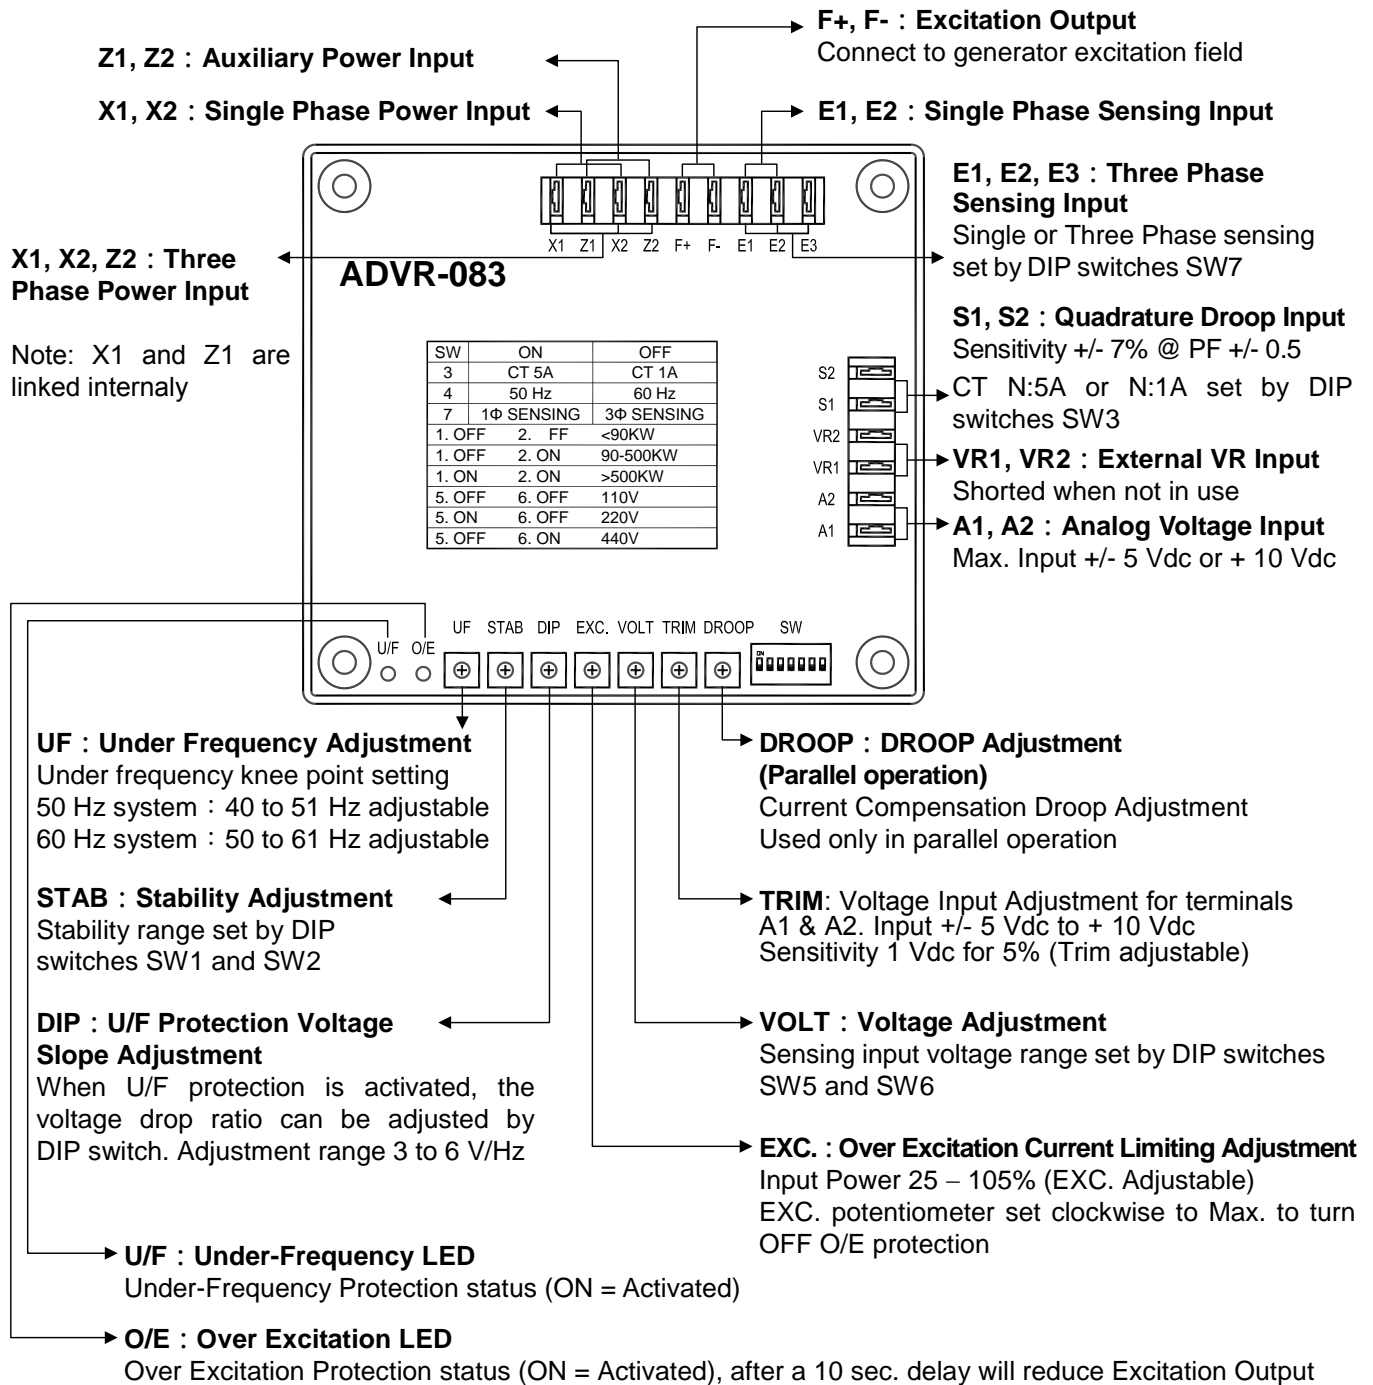 F+, F- : Excitation Output
Connect to generator excitation field
Z1, Z2 : Auxiliary Power Input
X1, X2 : Single Phase Power Input
E1, E2 : Single Phase Sensing Input
E1, E2, E3 : Three Phase
Sensing Input
Single or Three Phase sensing
set by DIP switches SW7
X1, X2, Z2 : Three
Phase Power Input
Note: X1 and Z1 are
linked internaly
X1 Z1 X2 Z2 F+ F- E1 E2 E3
ADVR-083
S1, S2 : Quadrature Droop Input
Sensitivity +/- 7% @ PF +/- 0.5
CT N:5A or N:1A set by DIP
switches SW3
VR1, VR2 : External VR Input
Shorted when not in use
A1, A2 : Analog Voltage Input
Max. Input +/- 5 Vdc or + 10 Vdc
SW ON OFF
3 CT 5A CT 1A
4 50 Hz 60 Hz
7 1Φ SENSING 3Φ SENSING
1. OFF 2. FF <90KW
1. OFF 2. ON 90-500KW
1. ON 2. ON >500KW
5. OFF 6. OFF 110V
5. ON 6. OFF 220V
5. OFF 6. ON 440V
S2
S1
VR2
VR1
A2
A1
U/F O/E
UF STAB DIP EXC. VOLT TRIM DROOP SW
ON
UF : Under Frequency Adjustment
Under frequency knee point setting
50 Hz system : 40 to 51 Hz adjustable
60 Hz system : 50 to 61 Hz adjustable
STAB : Stability Adjustment
Stability range set by DIP
switches SW1 and SW2
DIP : U/F Protection Voltage
Slope Adjustment
When U/F protection is activated, the
voltage drop ratio can be adjusted by
DIP switch. Adjustment range 3 to 6 V/Hz
DROOP : DROOP Adjustment
(Parallel operation)
Current Compensation Droop Adjustment
Used only in parallel operation
TRIM: Voltage Input Adjustment for terminals
A1 & A2. Input +/- 5 Vdc to + 10 Vdc
Sensitivity 1 Vdc for 5% (Trim adjustable)
VOLT : Voltage Adjustment
Sensing input voltage range set by DIP switches
SW5 and SW6
EXC. : Over Excitation Current Limiting Adjustment
Input Power 25 – 105% (EXC. Adjustable)
EXC. potentiometer set clockwise to Max. to turn
OFF O/E protection
U/F : Under-Frequency LED
Under-Frequency Protection status (ON = Activated)
O/E : Over Excitation LED
Over Excitation Protection status (ON = Activated), after a 10 sec. delay will reduce Excitation Output